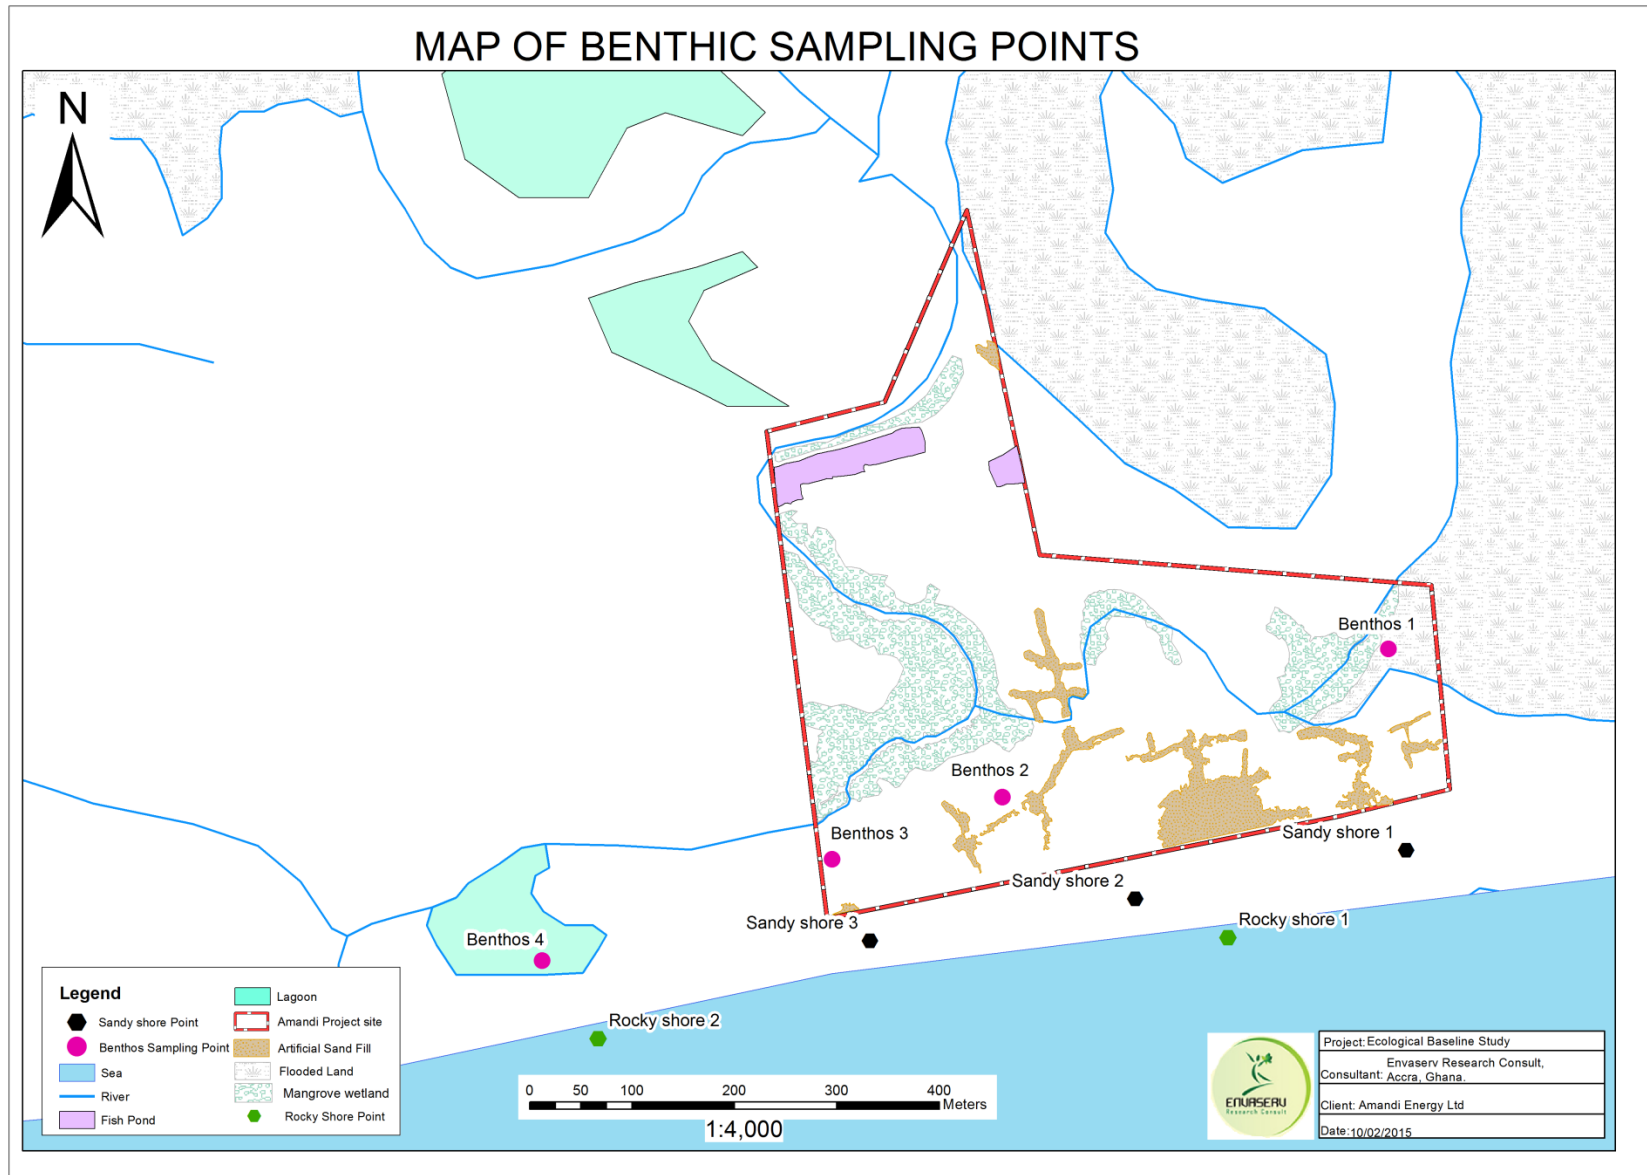 MAP OF BENTHIC SAMPLING POINTS
N
Benthos 1
Benthos 2
Benthos 3
Sandy shore 1
Sandy shore 2
Sandy shore 3
Rocky shore 1
Benthos 4
Rocky shore 2
Legend
Sandy shore Point
Benthos Sampling Point
Sea
River
Fish Pond
Lagoon
Amandi Project site
Artificial Sand Fill
Flooded Land
Mangrove wetland
Rocky Shore Point
0 50 100 200 300 400
Meters
1:4,000
ENVASERV
Research Consult
Project: Ecological Baseline Study
Consultant: Envaserv Research Consult,
Accra, Ghana.
Client: Amandi Energy Ltd
Date: 10/02/2015